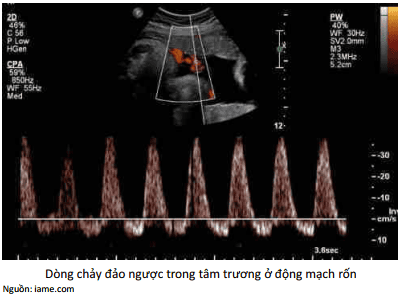 2D
46%
C 56
P Low
HGen
CPA
59%
850Hz
WF 55Hz
Med
PW
40%
WF 30Hz
SV2.0mm
M3
2.3MHz
5.2cm
12
-30
-15
Inv
cm/s
10
3.6sec
Dòng chảy đảo ngược trong tâm trương ở động mạch rốn
Nguồn: iame.com